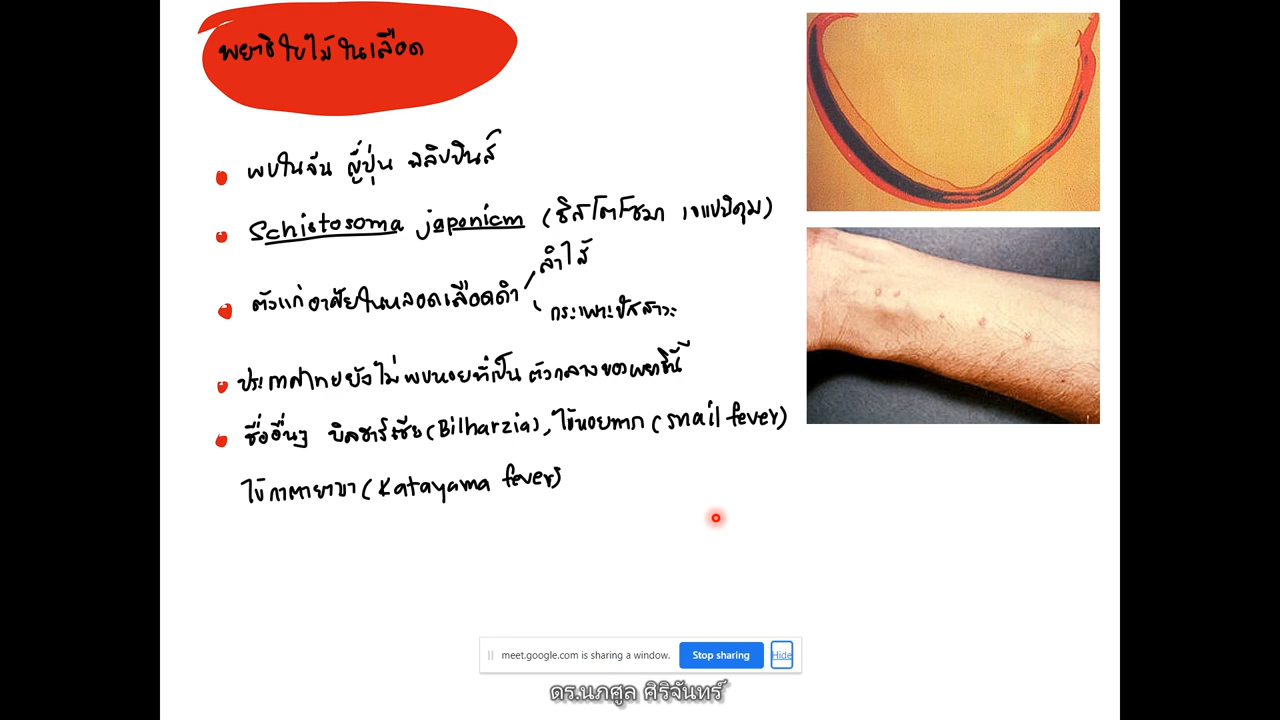 พยาธิใบไม้ในเลือด
พบในจีน ญี่ปุ่น ฟิลิปปินส์
Schistosoma japonicm (ซิสโตโซมา เจแปนิคุม)
ลำไส้
ตัวแก่อาศัยในหลอดเลือดดำ
กระเพาะปัสสาวะ
ประเทศไทยยังไม่พบหอยที่เป็นตัวกลางของพยาธินี้
ชื่ออื่นๆ บิลฮาร์เซีย (Bilharzia), ไข้หอยทาก (snail fever)
ไข้กาตายามา (Katayama fever)
meet.google.com is sharing a window.
Stop sharing
Hide
ดร.นภศูล ศิริจันทร์